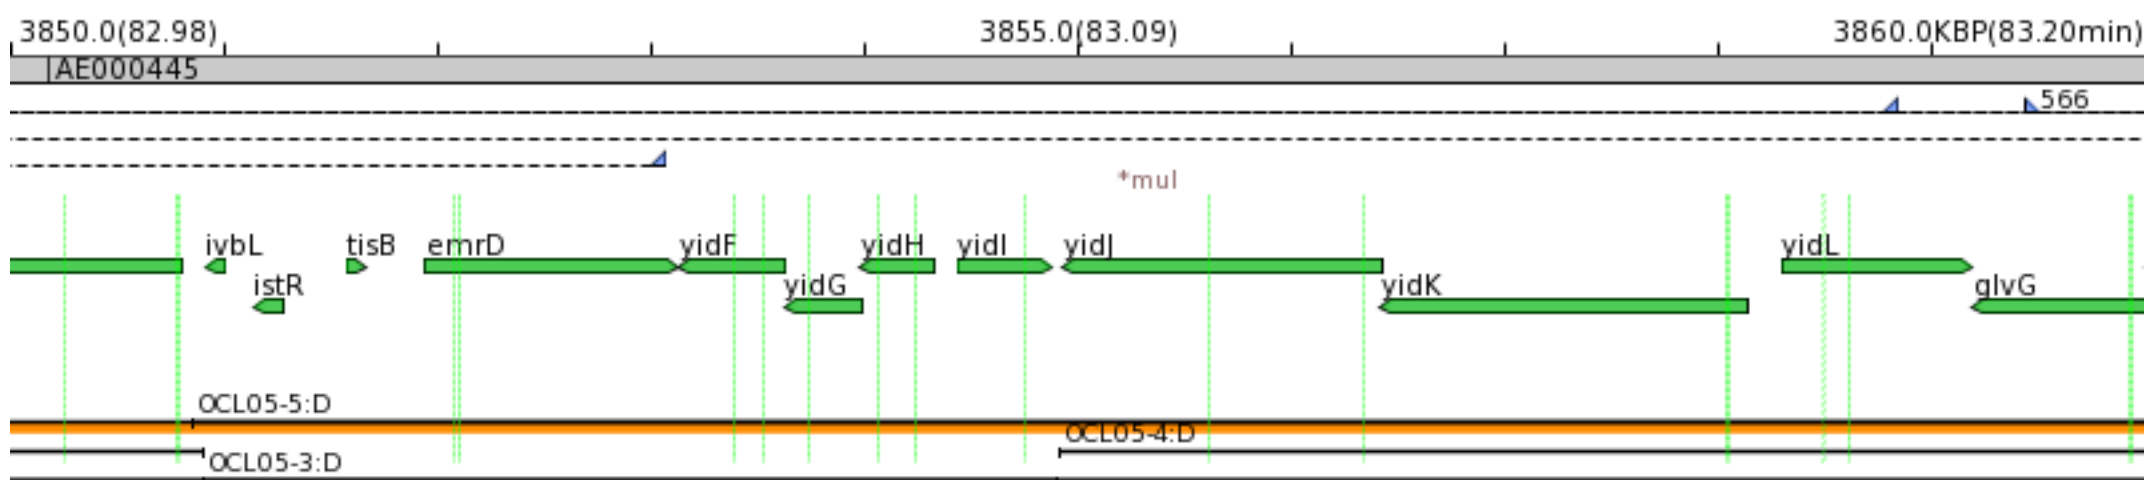 3850.0(82.98) 3855.0(83.09) 3860.0KBP(83.20min)
AE000445
566
*mul
ivbL tisB emrD yidF yidH yidI yidJ yidL
istR yidG yidK glvG
OCL05-5:D
OCL05-4:D
OCL05-3:D